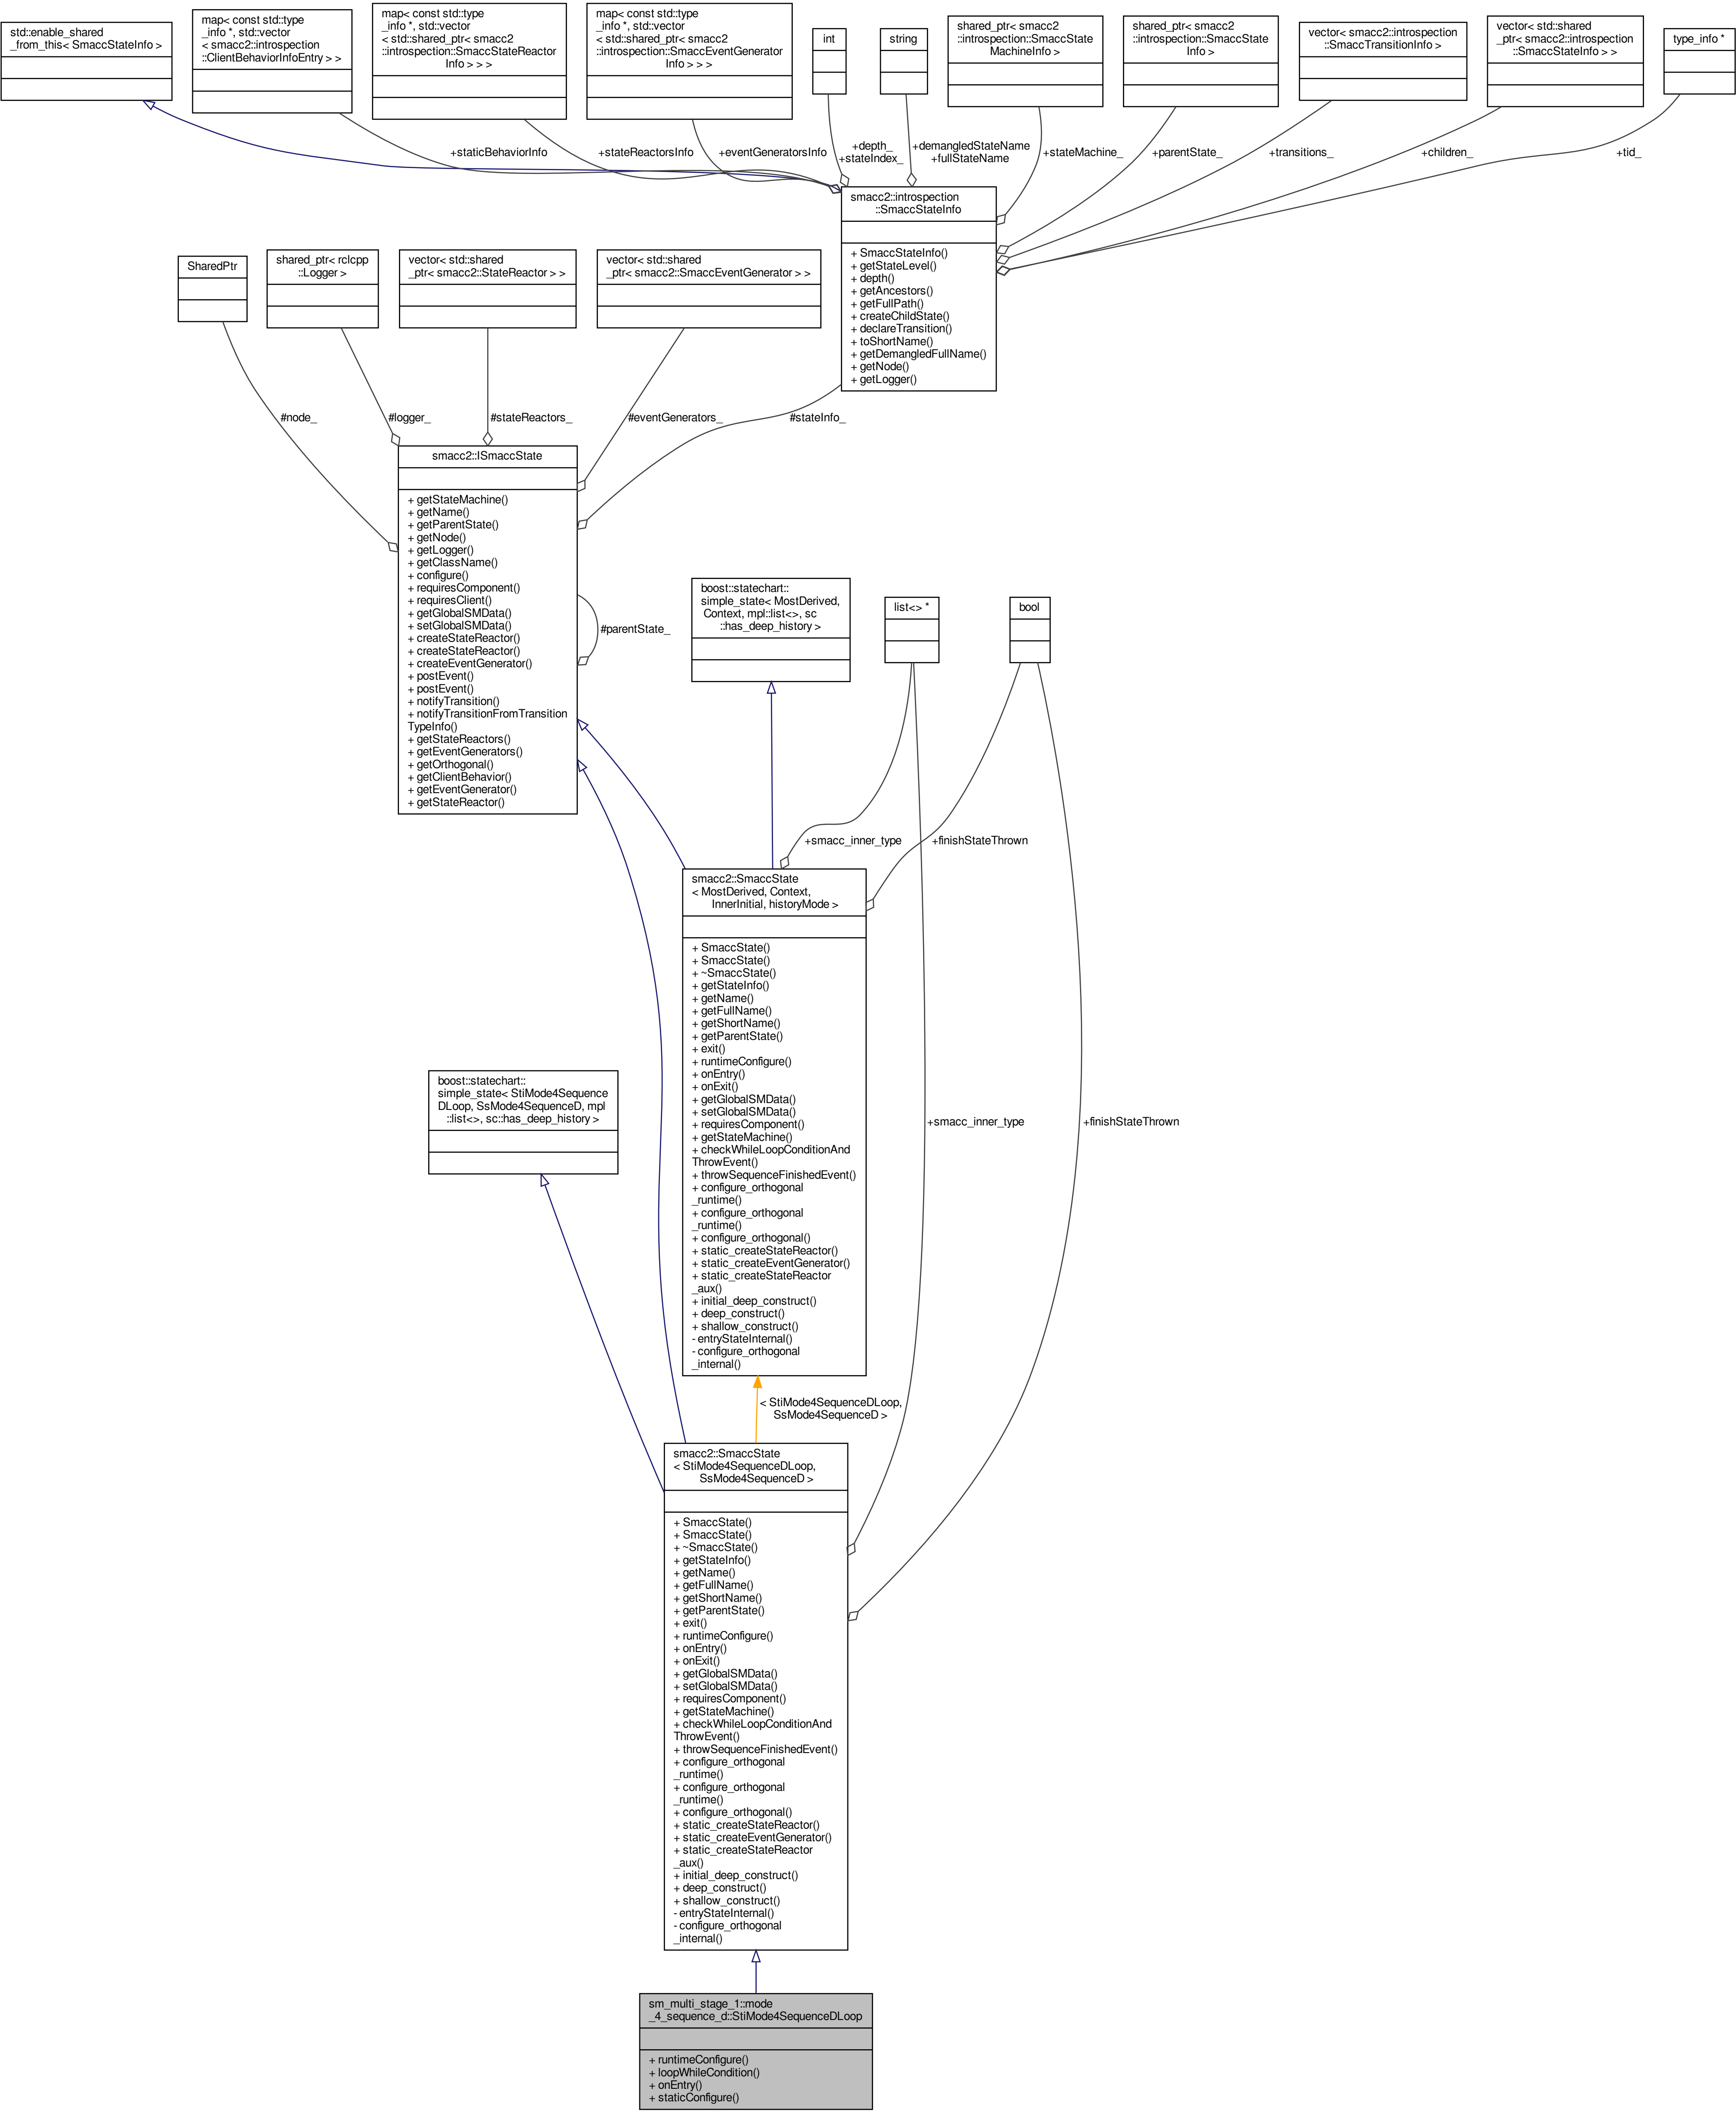 std::enable_shared
_from_this< SmaccStateInfo >
map< const std::type
_info *, std::vector
< smacc2::introspection
::ClientBehaviorInfoEntry > >
map< const std::type
_info *, std::vector
< std::shared_ptr< smacc2
::introspection::SmaccStateReactor
Info > > >
map< const std::type
_info *, std::vector
< std::shared_ptr< smacc2
::introspection::SmaccEventGenerator
Info > > >
int
string
shared_ptr< smacc2
::introspection::SmaccState
MachineInfo >
shared_ptr< smacc2
::introspection::SmaccState
Info >
vector< smacc2::introspection
::SmaccTransitionInfo >
vector< std::shared
_ptr< smacc2::introspection
::SmaccStateInfo > >
type_info *
+staticBehaviorInfo
+stateReactorsInfo
+eventGeneratorsInfo
+depth_
+stateIndex_
+demangledStateName
+fullStateName
+stateMachine_
+parentState_
+transitions_
+children_
+tid_
smacc2::introspection
::SmaccStateInfo
+ SmaccStateInfo()
+ getStateLevel()
+ depth()
+ getAncestors()
+ getFullPath()
+ createChildState()
+ declareTransition()
+ toShortName()
+ getDemangledFullName()
+ getNode()
+ getLogger()
SharedPtr
shared_ptr< rclcpp
::Logger >
vector< std::shared
_ptr< smacc2::StateReactor > >
vector< std::shared
_ptr< smacc2::SmaccEventGenerator > >
#node_
#logger_
#stateReactors_
#eventGenerators_
#stateInfo_
smacc2::ISmaccState
+ getStateMachine()
+ getName()
+ getParentState()
+ getNode()
+ getLogger()
+ getClassName()
+ configure()
+ requiresComponent()
+ requiresClient()
+ getGlobalSMData()
+ setGlobalSMData()
+ createStateReactor()
+ createStateReactor()
+ createEventGenerator()
+ postEvent()
+ postEvent()
+ notifyTransition()
+ notifyTransitionFromTransition
TypeInfo()
+ getStateReactors()
+ getEventGenerators()
+ getOrthogonal()
+ getClientBehavior()
+ getEventGenerator()
+ getStateReactor()
#parentState_
boost::statechart::
simple_state< MostDerived,
Context, mpl::list<>, sc
::has_deep_history >
list<> *
bool
+smacc_inner_type
+finishStateThrown
smacc2::SmaccState
< MostDerived, Context,
InnerInitial, historyMode >
+ SmaccState()
+ SmaccState()
+ ~SmaccState()
+ getStateInfo()
+ getName()
+ getFullName()
+ getShortName()
+ getParentState()
+ exit()
+ runtimeConfigure()
+ onEntry()
+ onExit()
+ getGlobalSMData()
+ setGlobalSMData()
+ requiresComponent()
+ getStateMachine()
+ checkWhileLoopConditionAnd
ThrowEvent()
+ throwSequenceFinishedEvent()
+ configure_orthogonal
_runtime()
+ configure_orthogonal
_runtime()
+ configure_orthogonal()
+ static_createStateReactor()
+ static_createEventGenerator()
+ static_createStateReactor
_aux()
+ initial_deep_construct()
+ deep_construct()
+ shallow_construct()
- entryStateInternal()
- configure_orthogonal
_internal()
boost::statechart::
simple_state< StiMode4Sequence
DLoop, SsMode4SequenceD, mpl
::list<>, sc::has_deep_history >
+smacc_inner_type
+finishStateThrown
< StiMode4SequenceDLoop,
SsMode4SequenceD >
smacc2::SmaccState
< StiMode4SequenceDLoop,
SsMode4SequenceD >
+ SmaccState()
+ SmaccState()
+ ~SmaccState()
+ getStateInfo()
+ getName()
+ getFullName()
+ getShortName()
+ getParentState()
+ exit()
+ runtimeConfigure()
+ onEntry()
+ onExit()
+ getGlobalSMData()
+ setGlobalSMData()
+ requiresComponent()
+ getStateMachine()
+ checkWhileLoopConditionAnd
ThrowEvent()
+ throwSequenceFinishedEvent()
+ configure_orthogonal
_runtime()
+ configure_orthogonal
_runtime()
+ configure_orthogonal()
+ static_createStateReactor()
+ static_createEventGenerator()
+ static_createStateReactor
_aux()
+ initial_deep_construct()
+ deep_construct()
+ shallow_construct()
- entryStateInternal()
- configure_orthogonal
_internal()
sm_multi_stage_1::mode
_4_sequence_d::StiMode4SequenceDLoop
+ runtimeConfigure()
+ loopWhileCondition()
+ onEntry()
+ staticConfigure()